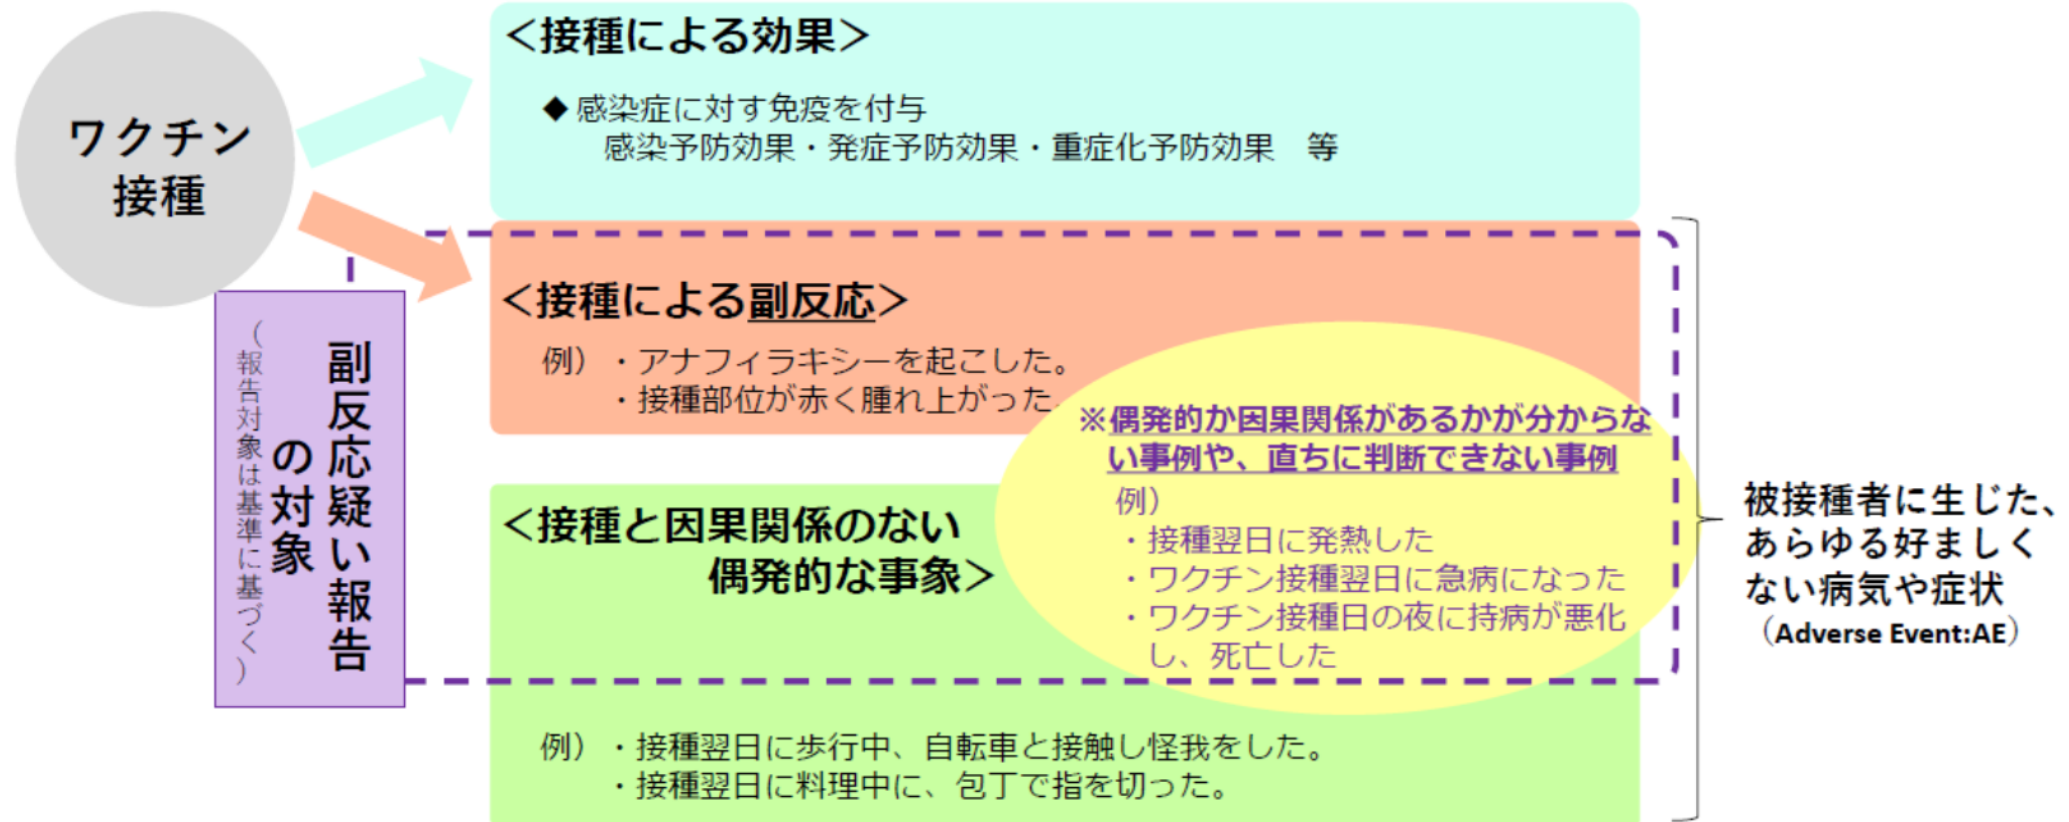 ワクチン
接種
＜接種による効果＞
◆ 感染症に対す免疫を付与
感染予防効果・発症予防効果・重症化予防効果　等
＜接種による副反応＞
例）・アナフィラキシーを起こした。
・接種部位が赤く腫れ上がった.
副反応疑い報告
の対象
（報告対象は基準に基づく）
※偶発的か因果関係があるかが分からな
い事例や、直ちに判断できない事例
例）
・接種翌日に発熱した
・ワクチン接種翌日に急病になった
・ワクチン接種日の夜に持病が悪化
し、死亡した
＜接種と因果関係のない
偶発的な事象＞
例）・接種翌日に歩行中、自転車と接触し怪我をした。
・接種翌日に料理中に、包丁で指を切った。
被接種者に生じた、
あらゆる好ましく
ない病気や症状
（Adverse Event:AE）